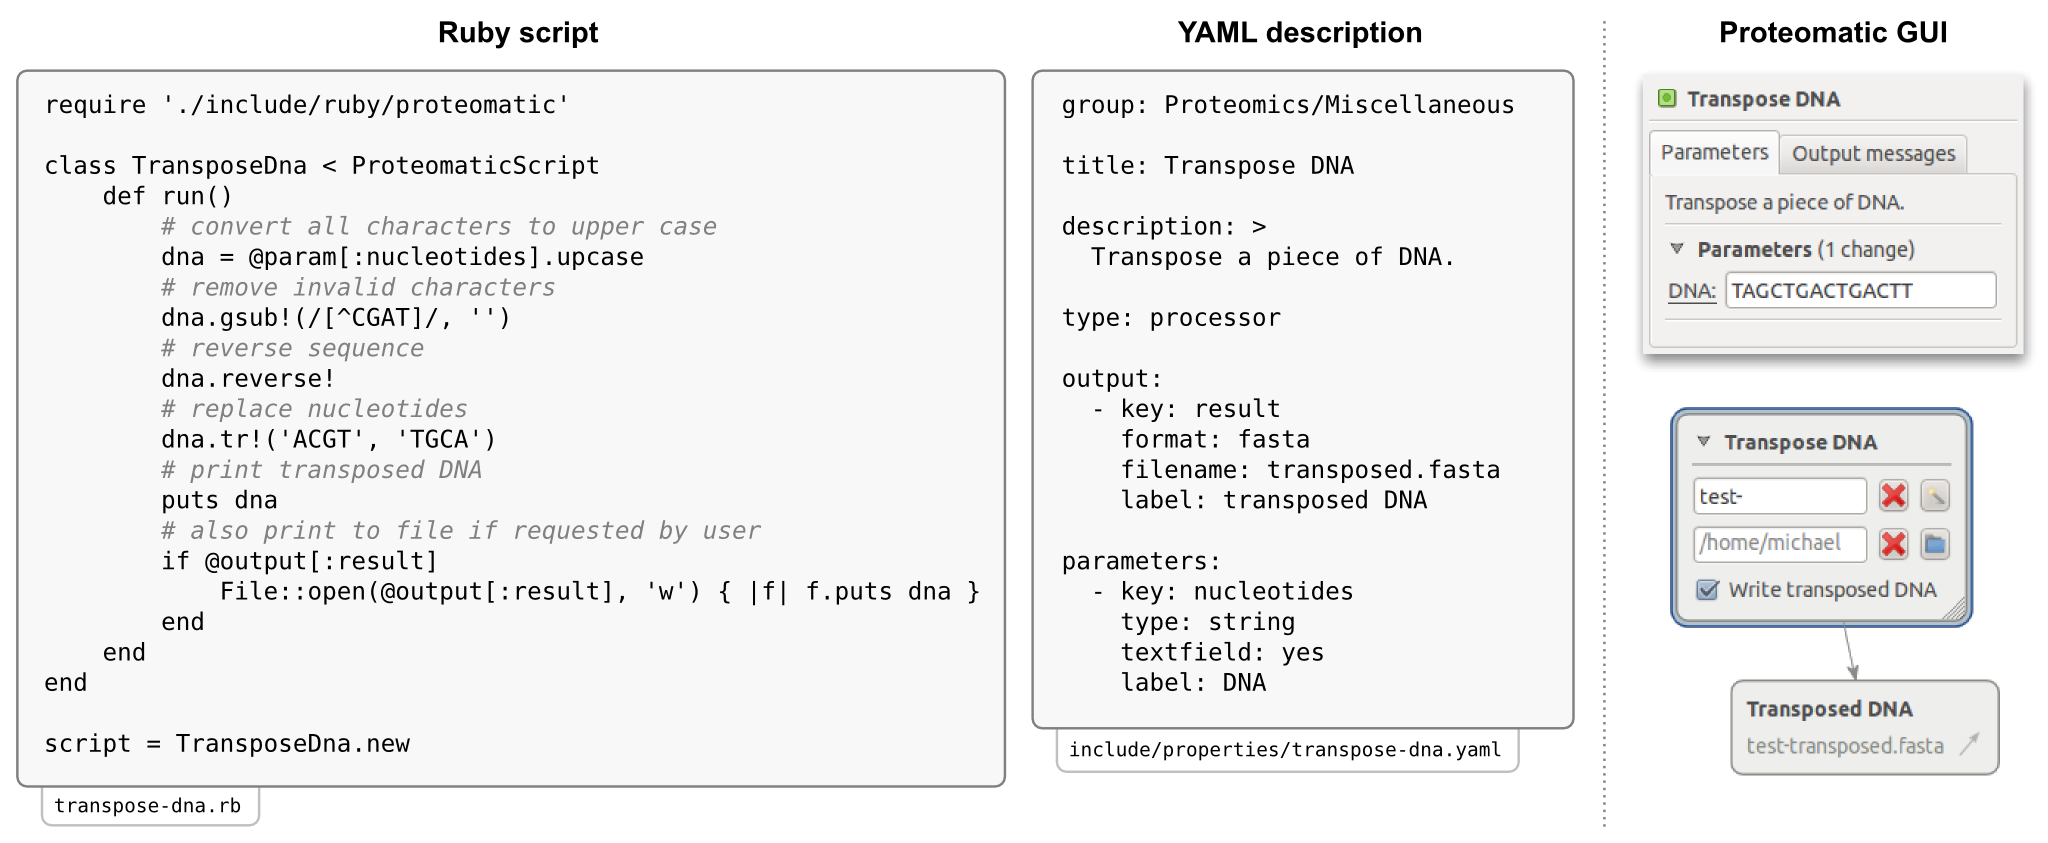 Ruby script
require './include/ruby/proteomatic'
class TransposeDna < ProteomaticScript
def run()
# convert all characters to upper case
dna = @param[:nucleotides].upcase
# remove invalid characters
dna.gsub!(/[^CGAT]/, '')
# reverse sequence
dna.reverse!
# replace nucleotides
dna.tr!('ACGT', 'TGCA')
# print transposed DNA
puts dna
# also print to file if requested by user
if @output[:result]
File::open(@output[:result], 'w') { |f| f.puts dna }
end
end
end
script = TransposeDna.new
transpose-dna.rb
YAML description
group: Proteomics/Miscellaneous
title: Transpose DNA
description: >
Transpose a piece of DNA.
type: processor
output:
- key: result
format: fasta
filename: transposed.fasta
label: transposed DNA
parameters:
- key: nucleotides
type: string
textfield: yes
label: DNA
include/properties/transpose-dna.yaml
Proteomatic GUI
Transpose DNA
Parameters Output messages
Transpose a piece of DNA.
Parameters (1 change)
DNA: TAGCTGACTGACTT
Transpose DNA
test-
/home/michael
Write transposed DNA
Transposed DNA
test-transposed.fasta